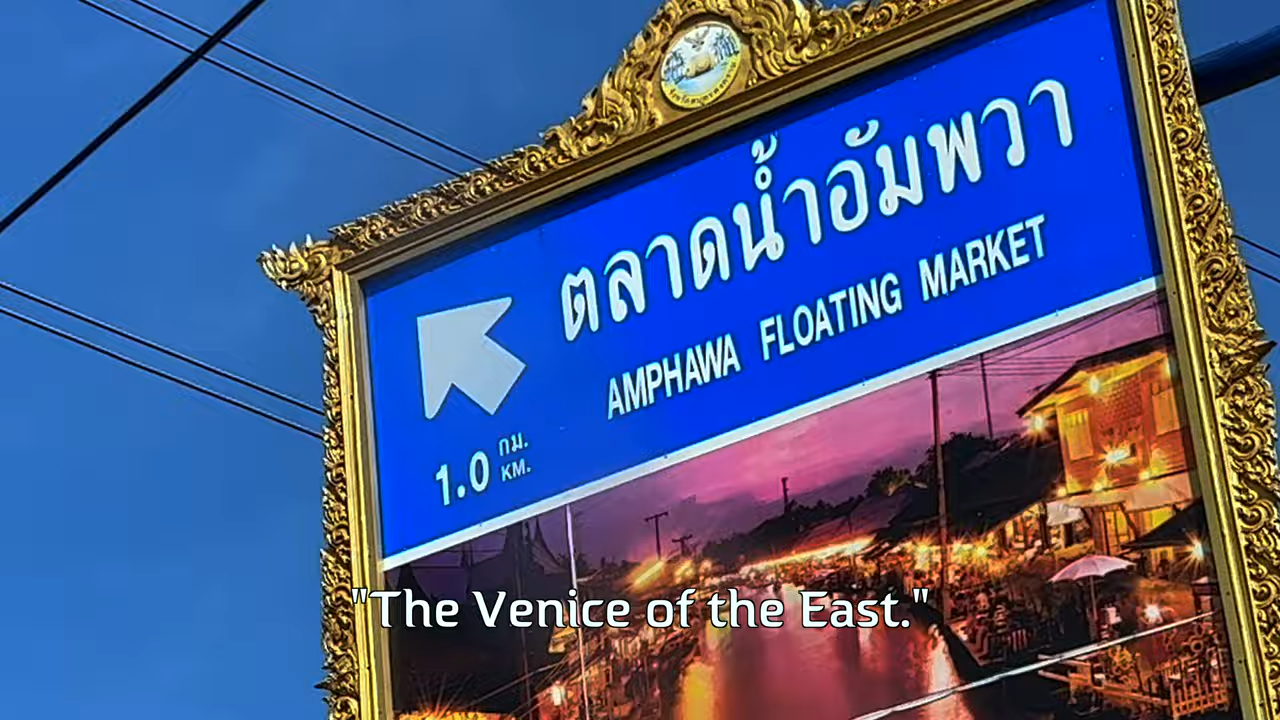 ตลาดน้ำอัมพวา
AMPHAWA FLOATING MARKET
1.0 กม.
KM.
"The Venice of the East."